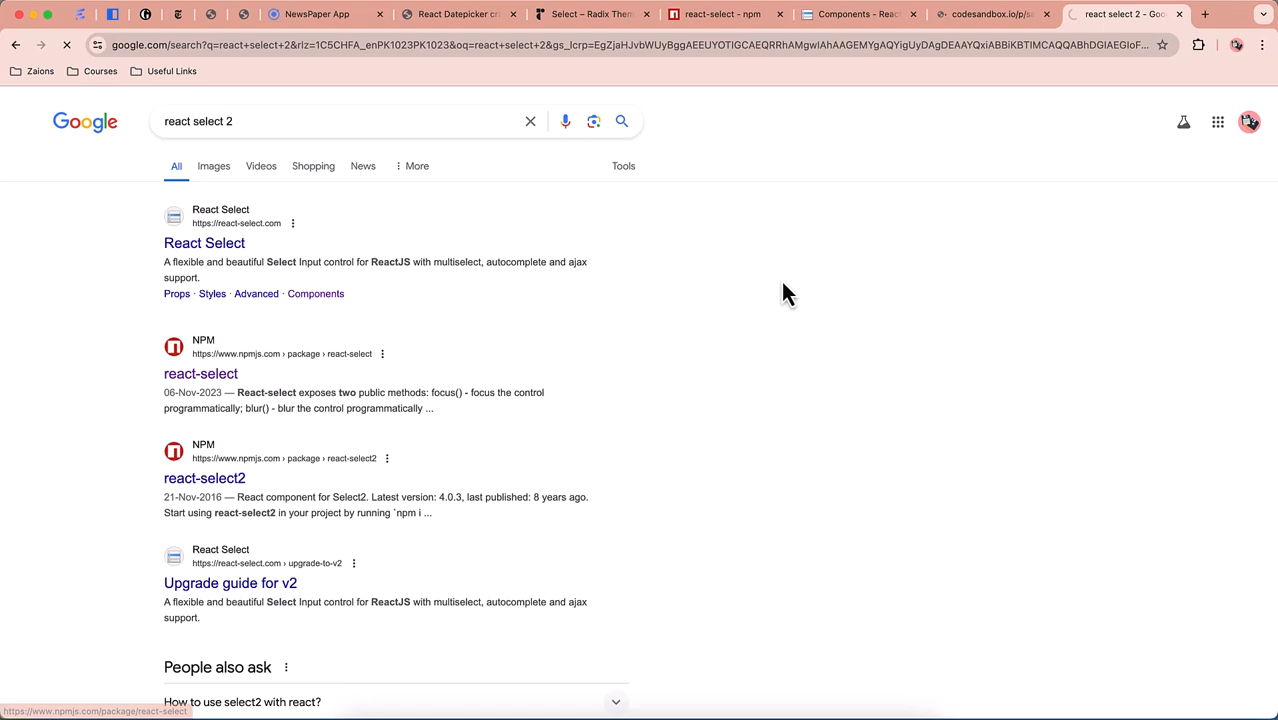 NewsPaper App
React Datepicker cr
Select – Radix Them
react-select - npm
Components - Reac
codesandbox.io/p/se
react select 2 - Goo
google.com/search?q=react+select+2&rlz=1C5CHFA_enPK1023PK1023&oq=react+select+2&gs_lcrp=EgZjaHJvbWUyBggAEEUYOTIGCAEQRRhAMgwIAhAAGEMYgAQYigUyDAgDEAAYQxiABBiKBTIMCAQQABhDGIAEGIoF...
Zaions
Courses
Useful Links
Google
react select 2
All
Images
Videos
Shopping
News
More
Tools
React Select
https://react-select.com
React Select
A flexible and beautiful Select Input control for ReactJS with multiselect, autocomplete and ajax
support.
Props · Styles · Advanced · Components
NPM
https://www.npmjs.com › package › react-select
react-select
06-Nov-2023 — React-select exposes two public methods: focus() - focus the control
programmatically; blur() - blur the control programmatically ...
NPM
https://www.npmjs.com › package › react-select2
react-select2
21-Nov-2016 — React component for Select2. Latest version: 4.0.3, last published: 8 years ago.
Start using react-select2 in your project by running `npm i ...
React Select
https://react-select.com › upgrade-to-v2
Upgrade guide for v2
A flexible and beautiful Select Input control for ReactJS with multiselect, autocomplete and ajax
support.
People also ask
How to use select2 with react?
https://www.npmjs.com/package/react-select